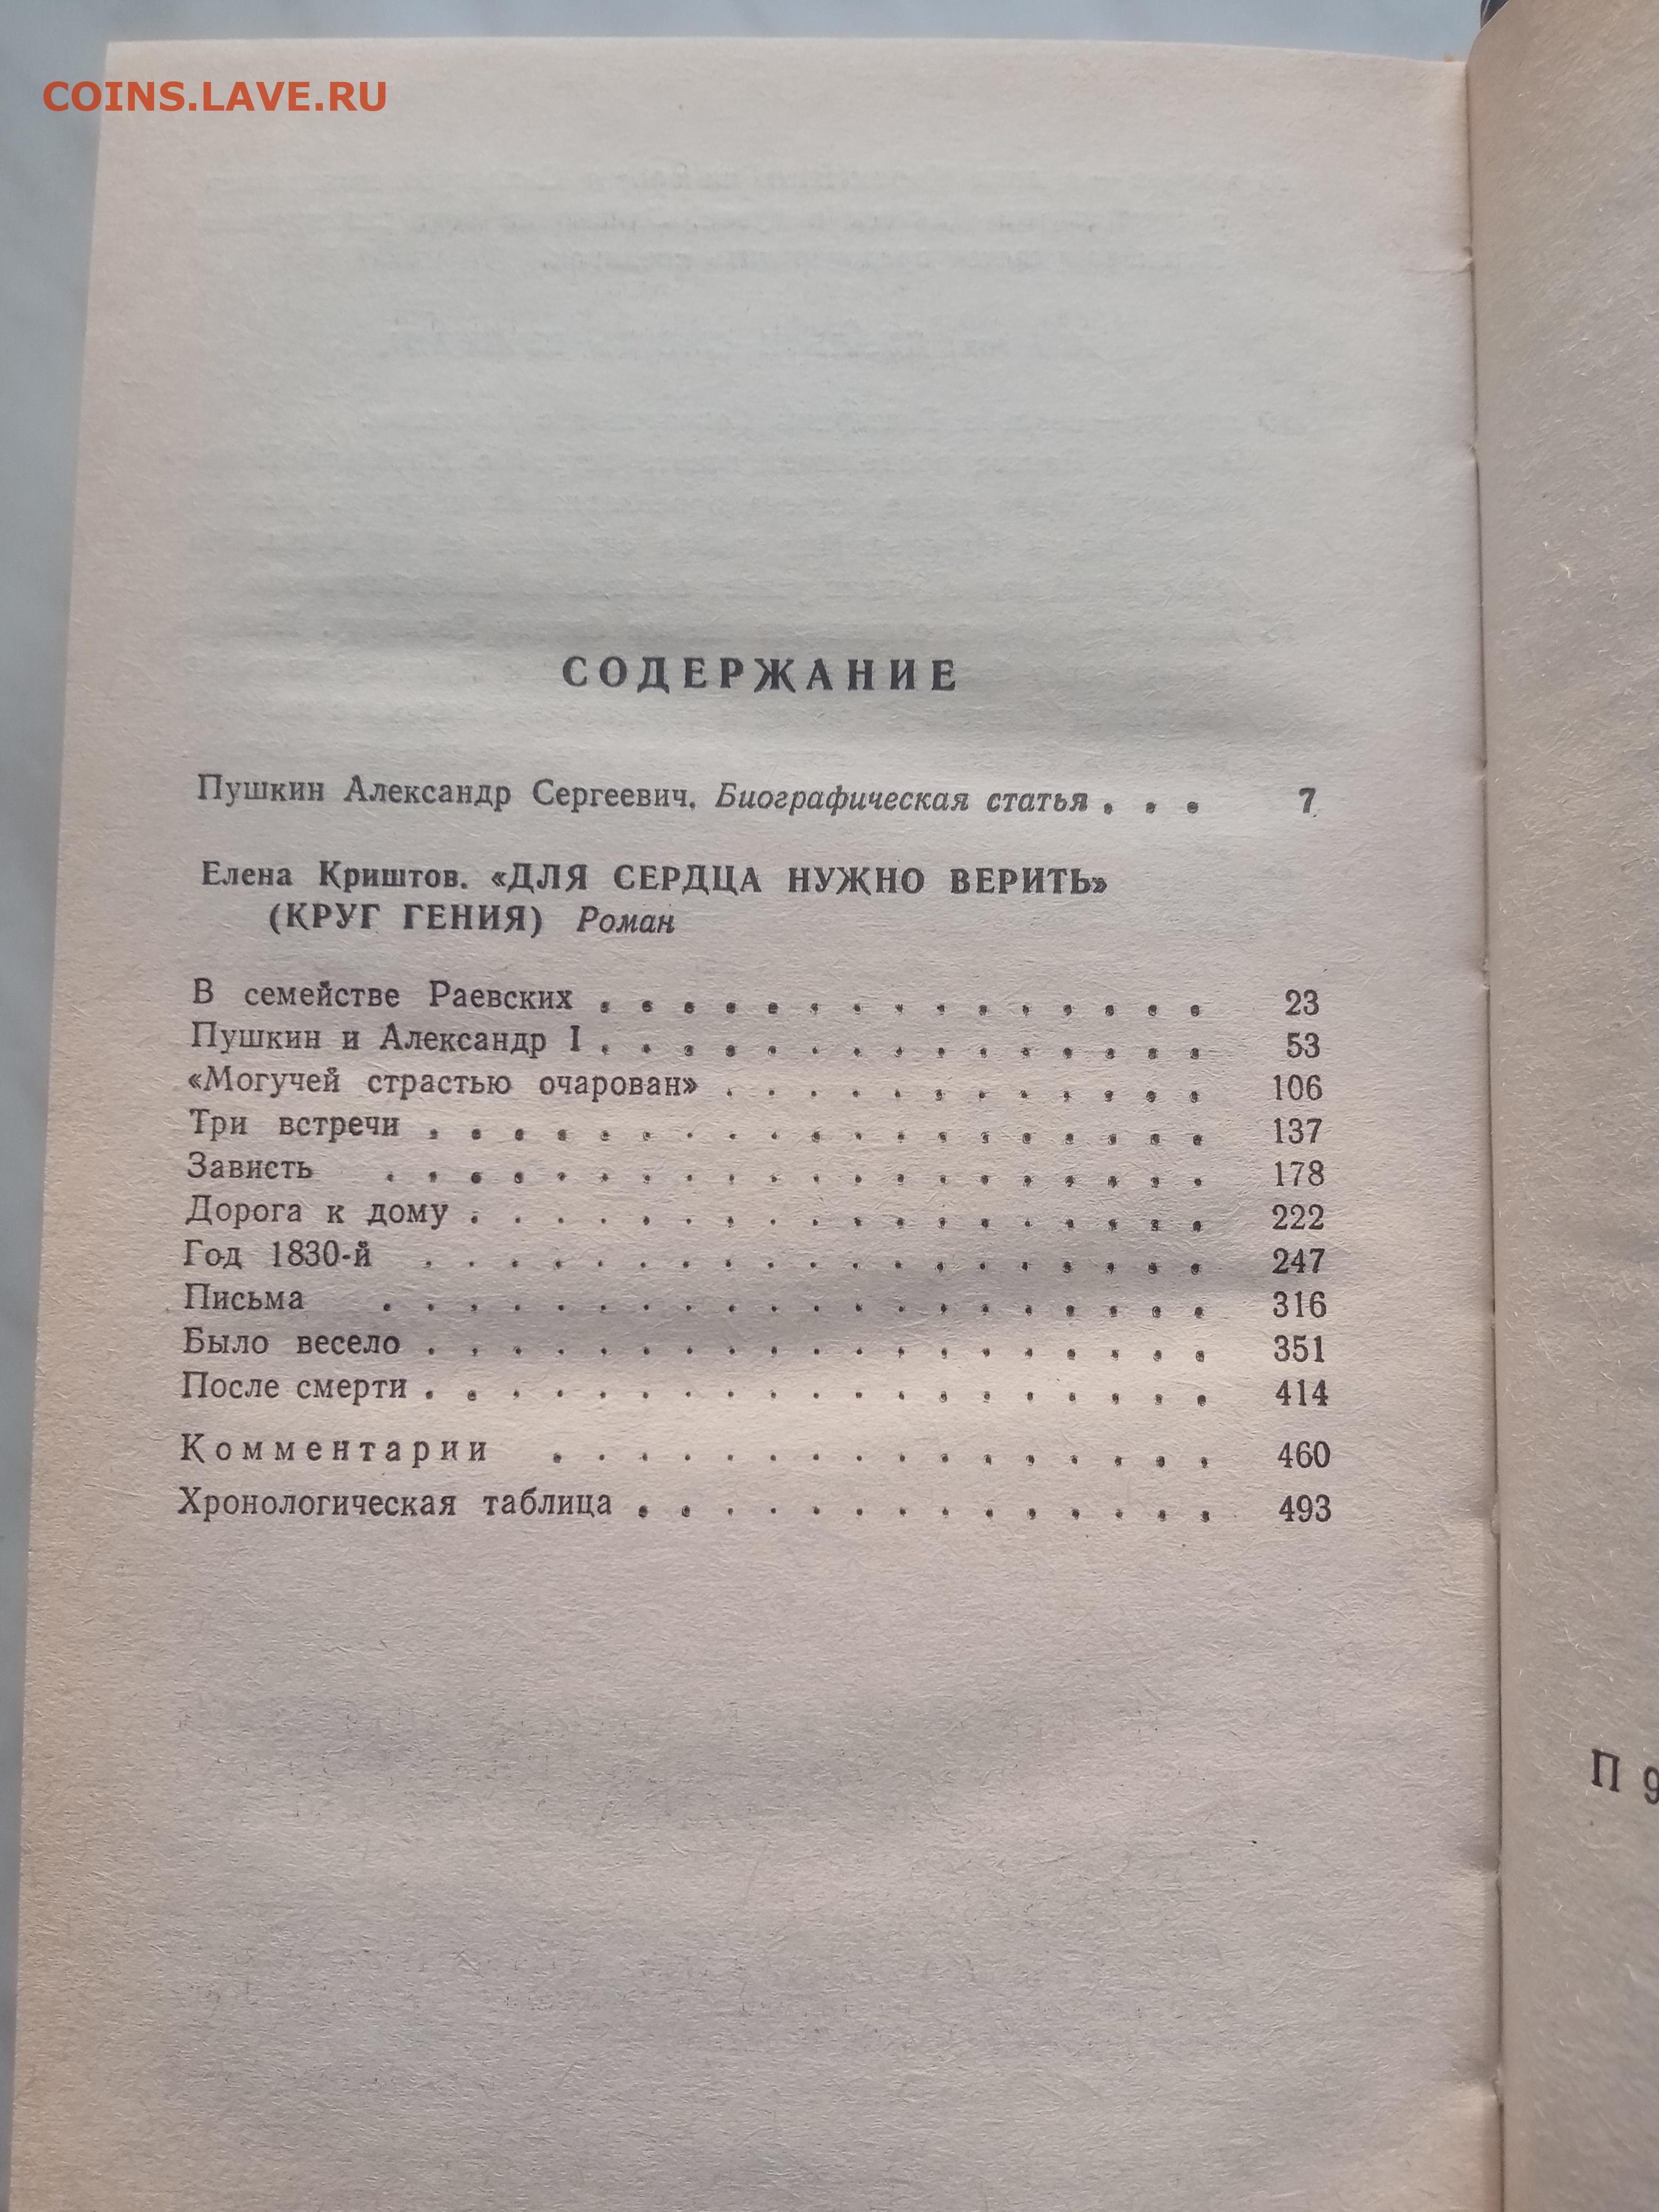 COINS.LAVE.RU
СОДЕРЖАНИЕ
Пушкин Александр Сергеевич. Биографическая статья . . . 7
Елена Криштов. «ДЛЯ СЕРДЦА НУЖНО ВЕРИТЬ»
(КРУГ ГЕНИЯ) Роман
В семействе Раевских . . . . . . . . . . . . . . . 23
Пушкин и Александр I . . . . . . . . . . . . . . . 53
«Могучей страстью очарован» . . . . . . . . . . . . 106
Три встречи . . . . . . . . . . . . . . . . . . . 137
Зависть . . . . . . . . . . . . . . . . . . . . 178
Дорога к дому . . . . . . . . . . . . . . . . . . 222
Год 1830-й . . . . . . . . . . . . . . . . . . . 247
Письма . . . . . . . . . . . . . . . . . . . . 316
Было весело . . . . . . . . . . . . . . . . . . . 351
После смерти . . . . . . . . . . . . . . . . . . . 414
Комментарии . . . . . . . . . . . . . . . . 460
Хронологическая таблица . . . . . . . . . . . . . . 493
П 9